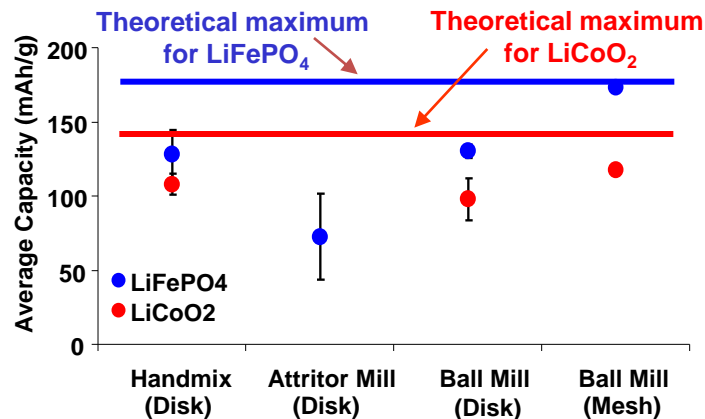 Theoretical maximum
for LiFePO₄
Theoretical maximum
for LiCoO₂
Average Capacity (mAh/g)
200
150
100
50
0
LiFePO4
LiCoO2
Handmix
(Disk)
Attritor Mill
(Disk)
Ball Mill
(Disk)
Ball Mill
(Mesh)